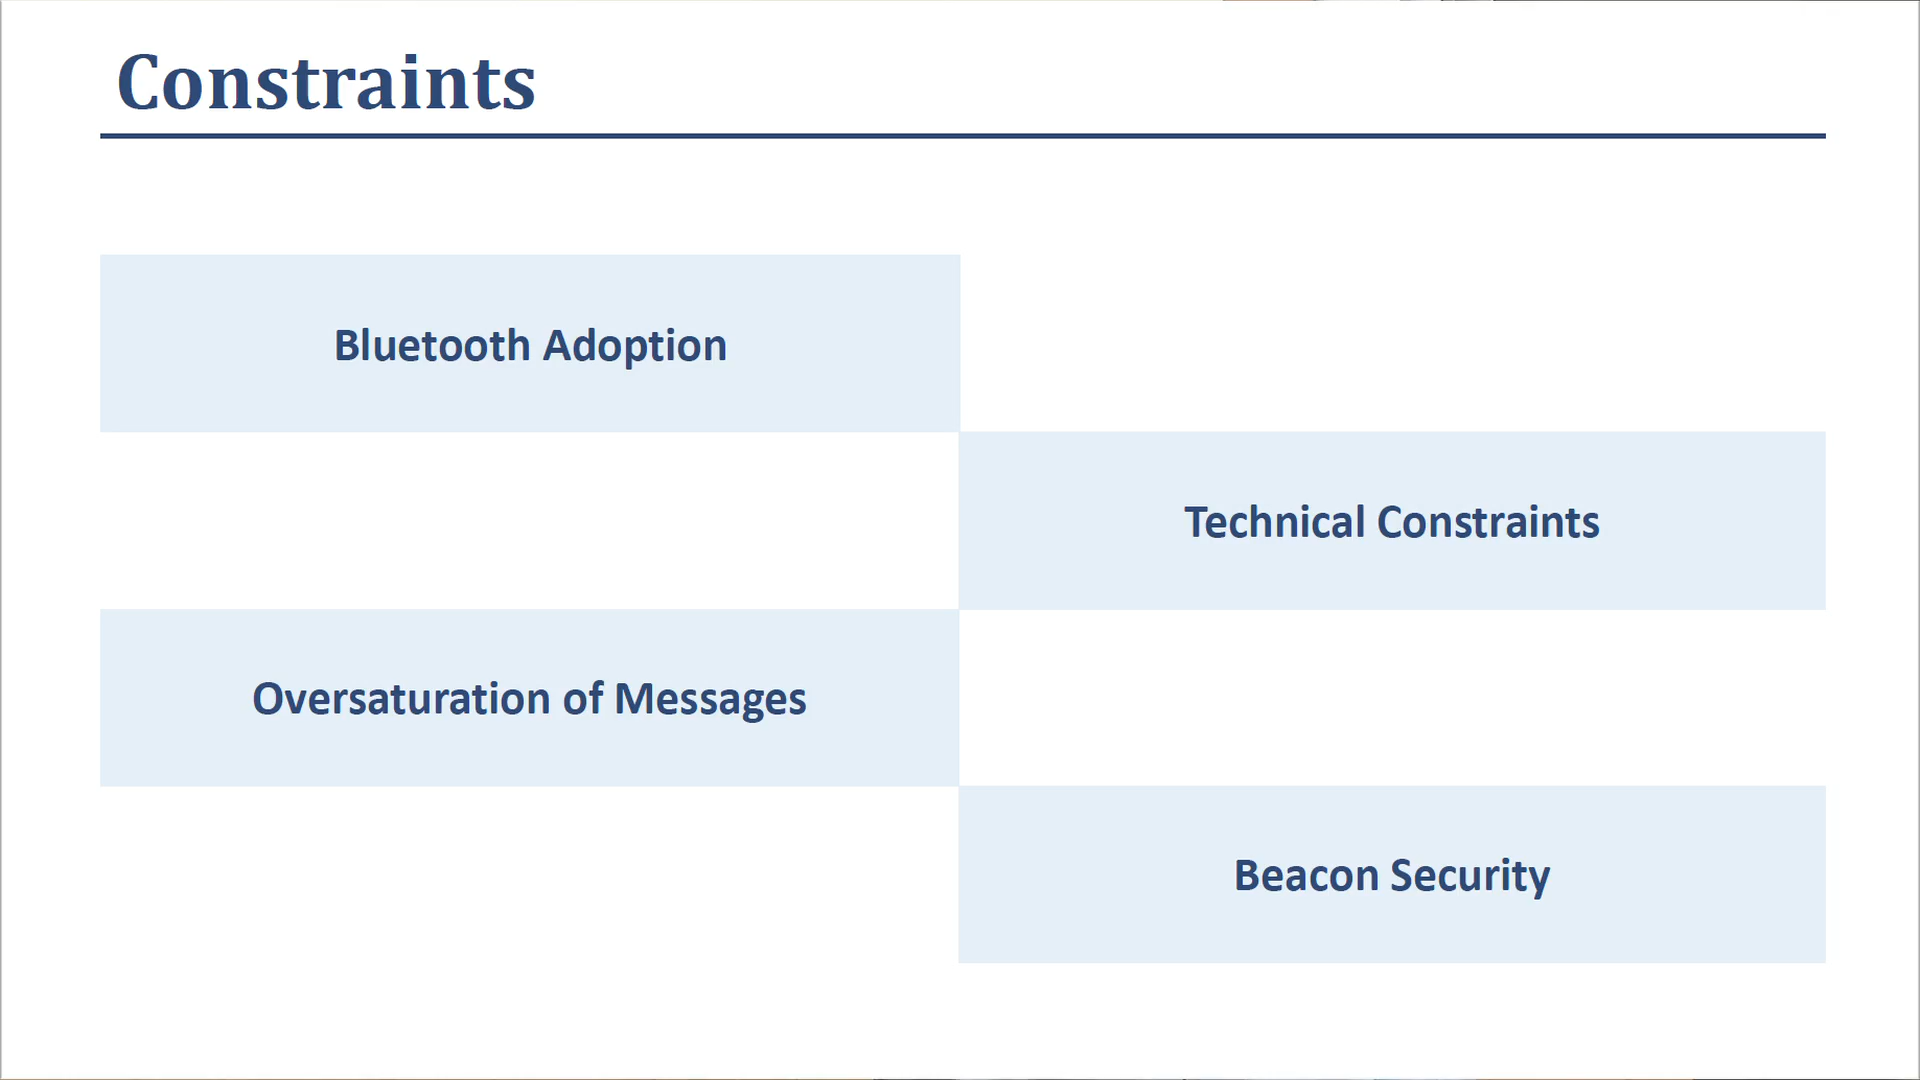 Constraints
Bluetooth Adoption
Technical Constraints
Oversaturation of Messages
Beacon Security